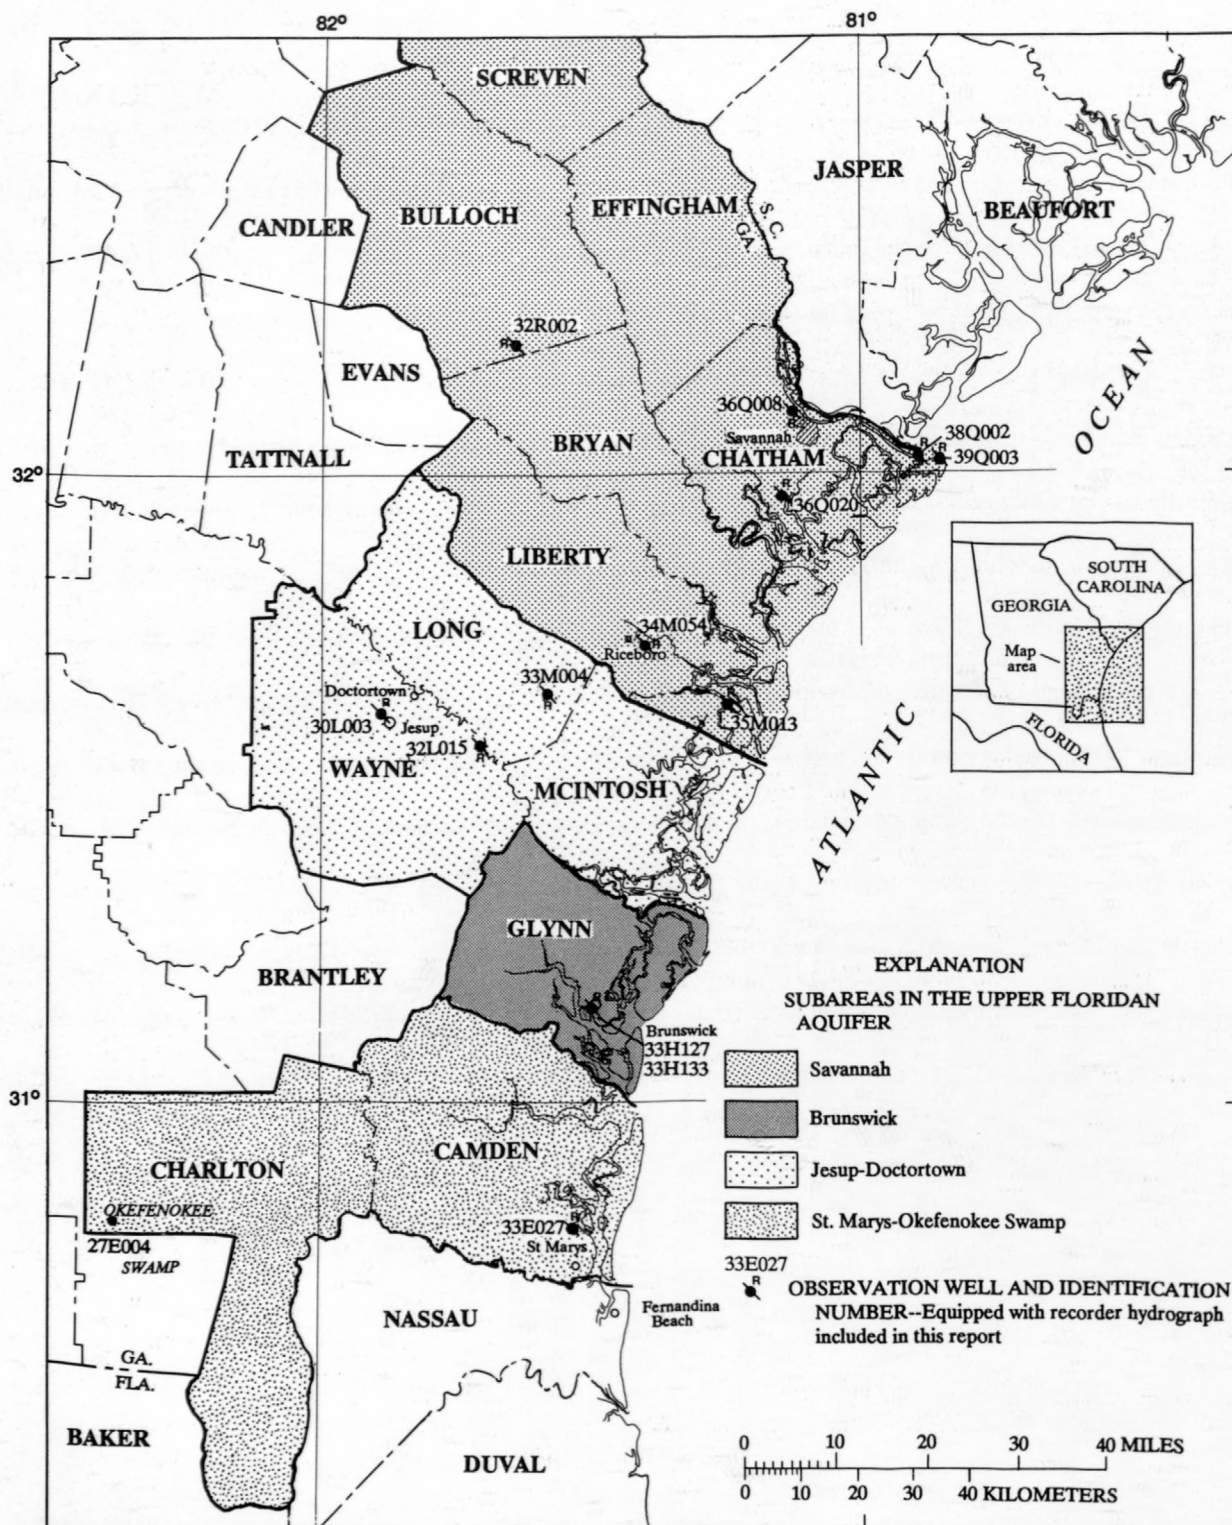 82°
81°
SCREVEN
JASPER
BEAUFORT
CANDLER
BULLOCH
EFFINGHAM
S. C.
GA.
32R002
EVANS
36Q008
Savannah
38Q002
39Q003
OCEAN
BRYAN
CHATHAM
TATTNALL
32°
36Q020
LIBERTY
SOUTH
CAROLINA
GEORGIA
Map
area
FLORIDA
LONG
34M054
R
Riceboro
33M004
R
Doctortown
R
30L003
Jesup
35M013
32L015
R
WAYNE
ATLANTIC
MCINTOSH
GLYNN
BRANTLEY
Brunswick
33H127
33H133
31°
CAMDEN
CHARLTON
OKEFENOKEE
27E004
SWAMP
33E027
St Marys
EXPLANATION
SUBAREAS IN THE UPPER FLORIDAN
AQUIFER
Savannah
Brunswick
Jesup-Doctortown
St. Marys-Okefenokee Swamp
33E027
R
OBSERVATION WELL AND IDENTIFICATION
NUMBER--Equipped with recorder hydrograph
included in this report
NASSAU
Fernandina
Beach
GA.
FLA.
BAKER
DUVAL
0 10 20 30 40 MILES
0 10 20 30 40 KILOMETERS